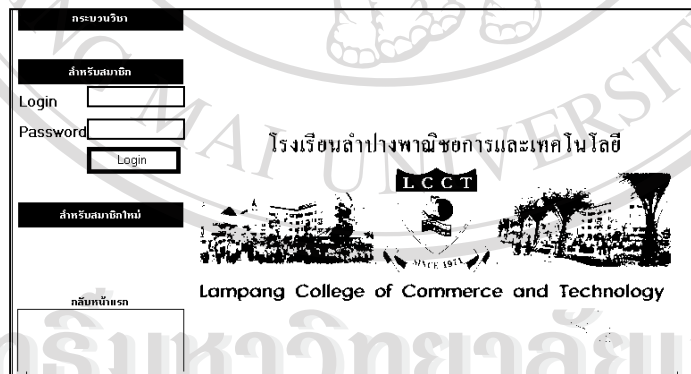 กระบวนวิชา
สำหรับสมาชิก
Login
Password
Login
สำหรับสมาชิกใหม่
กลับหน้าแรก
โรงเรียนลำปางพาณิชยการและเทคโนโลยี
LCCT
SINCE 1971
Lampang College of Commerce and Technology